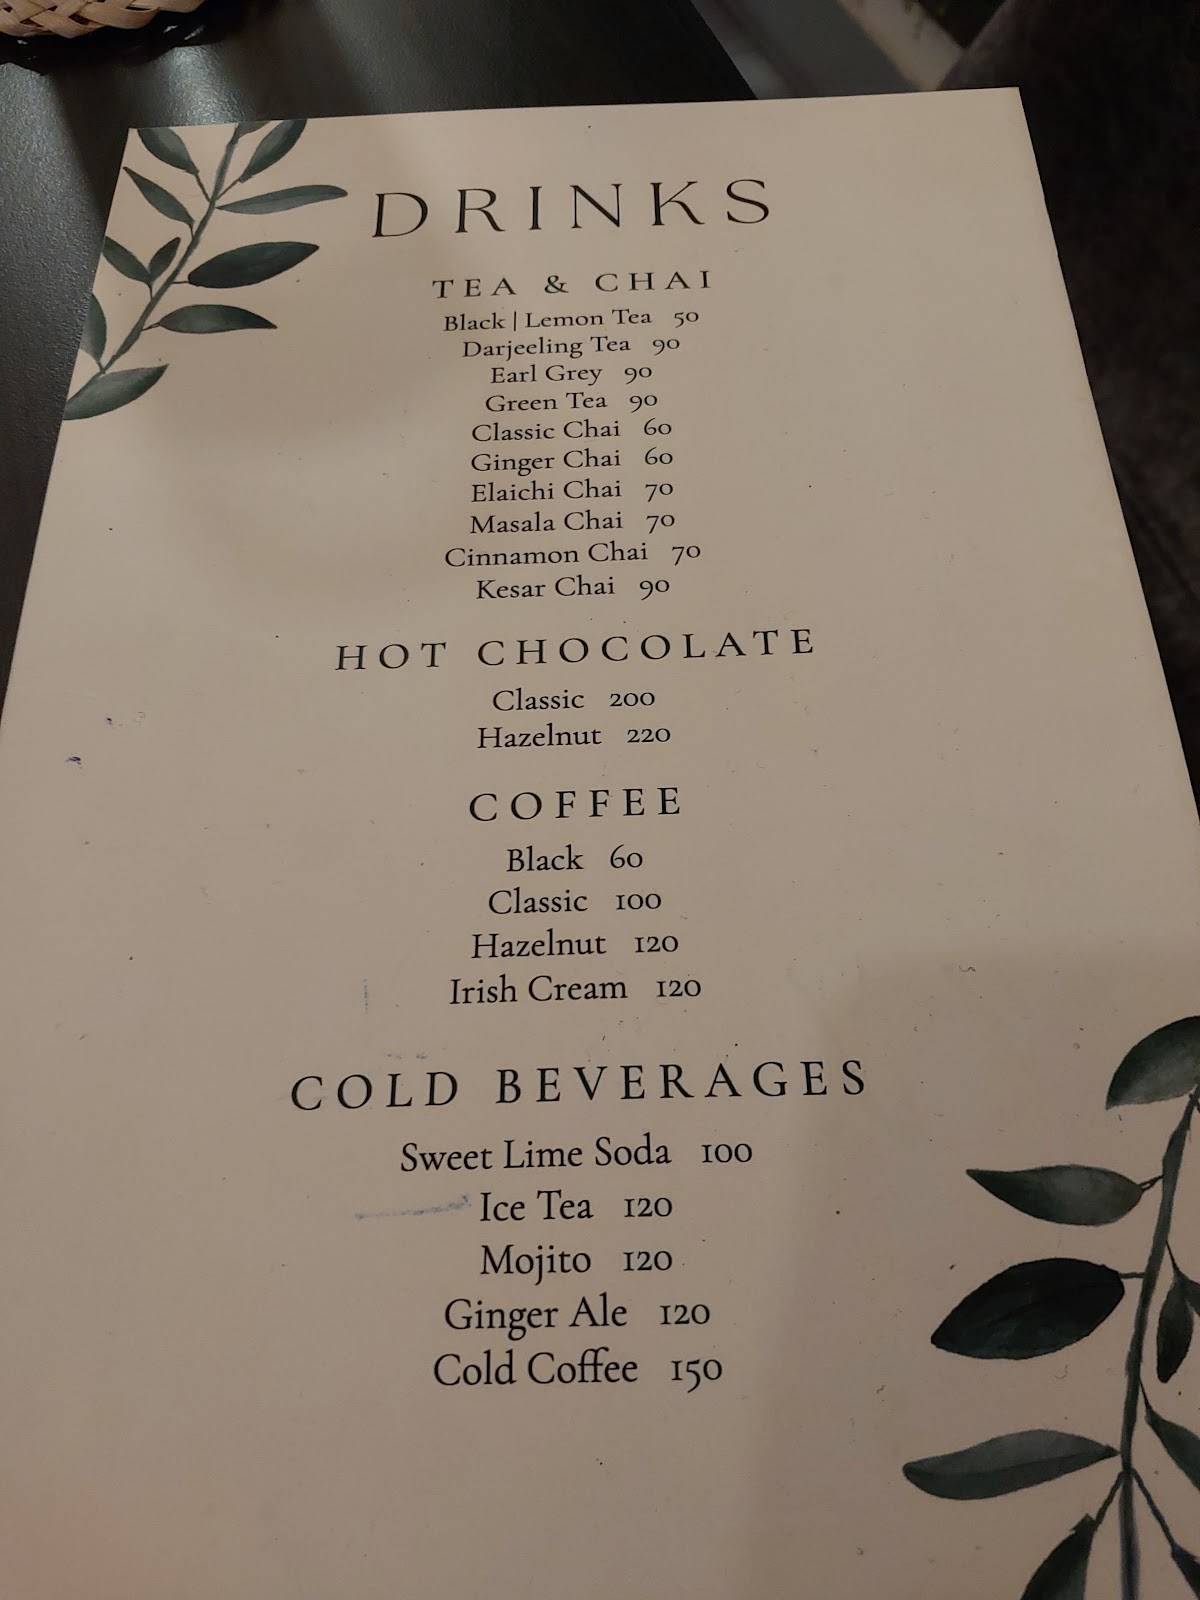 DRINKS
TEA & CHAI
Black | Lemon Tea 50
Darjeeling Tea 90
Earl Grey 90
Green Tea 90
Classic Chai 60
Ginger Chai 60
Elaichi Chai 70
Masala Chai 70
Cinnamon Chai 70
Kesar Chai 90
HOT CHOCOLATE
Classic 200
Hazelnut 220
COFFEE
Black 60
Classic 100
Hazelnut 120
Irish Cream 120
COLD BEVERAGES
Sweet Lime Soda 100
Ice Tea 120
Mojito 120
Ginger Ale 120
Cold Coffee 150